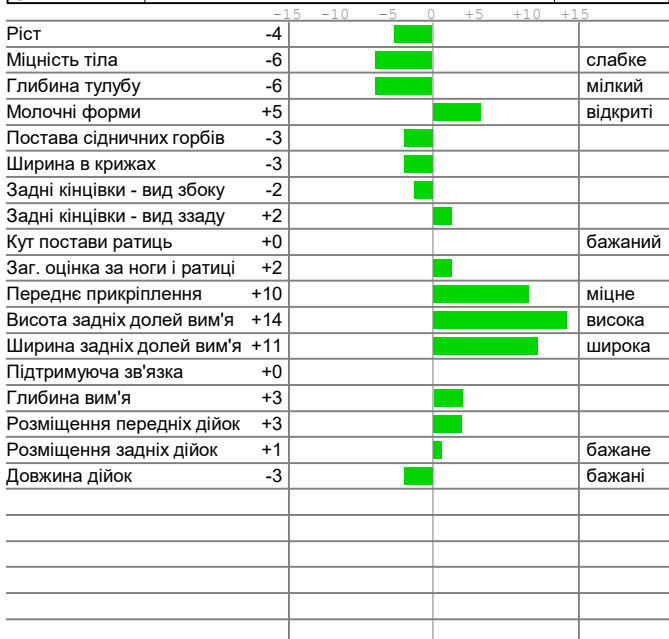 -15 -10 -5 0 +5 +10 +15
Ріст -4
Міцність тіла -6 слабке
Глибина тулубу -6 мілкий
Молочні форми +5 відкриті
Постава сідничних горбів -3
Ширина в крижах -3
Задні кінцівки - вид збоку -2
Задні кінцівки - вид ззаду +2
Кут постави ратиць +0 бажаний
Заг. оцінка за ноги і ратиці +2
Переднє прикріплення +10 міцне
Висота задніх долей вим'я +14 висока
Ширина задніх долей вим'я +11 широка
Підтримуюча зв'язка +0
Глибина вим'я +3
Розміщення передніх дійок +3
Розміщення задніх дійок +1 бажане
Довжина дійок -3 бажані